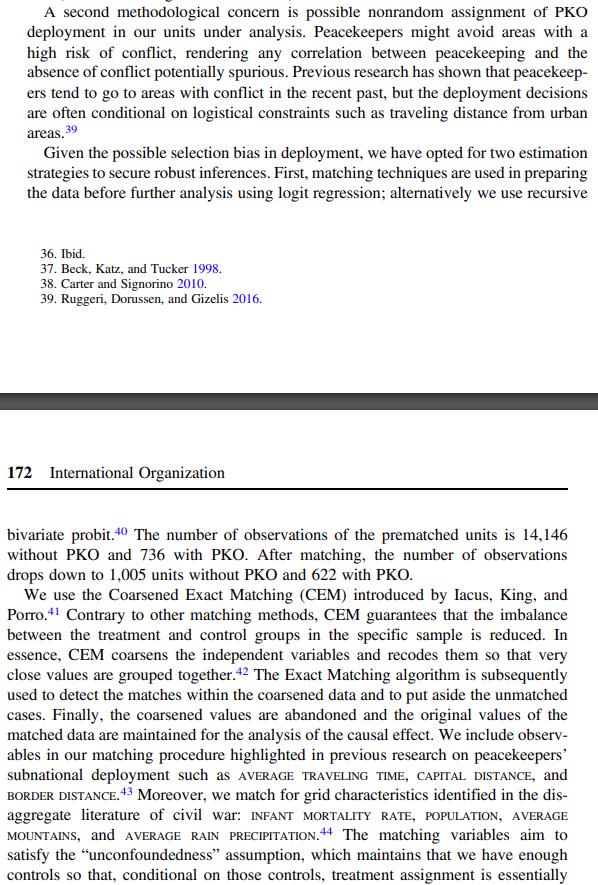 A second methodological concern is possible nonrandom assignment of PKO
deployment in our units under analysis. Peacekeepers might avoid areas with a
high risk of conflict, rendering any correlation between peacekeeping and the
absence of conflict potentially spurious. Previous research has shown that peacekeep-
ers tend to go to areas with conflict in the recent past, but the deployment decisions
are often conditional on logistical constraints such as traveling distance from urban
areas.39
Given the possible selection bias in deployment, we have opted for two estimation
strategies to secure robust inferences. First, matching techniques are used in preparing
the data before further analysis using logit regression; alternatively we use recursive
36. Ibid.
37. Beck, Katz, and Tucker 1998.
38. Carter and Signorino 2010.
39. Ruggeri, Dorussen, and Gizelis 2016.
172 International Organization
bivariate probit.40 The number of observations of the prematched units is 14,146
without PKO and 736 with PKO. After matching, the number of observations
drops down to 1,005 units without PKO and 622 with PKO.
We use the Coarsened Exact Matching (CEM) introduced by Iacus, King, and
Porro.41 Contrary to other matching methods, CEM guarantees that the imbalance
between the treatment and control groups in the specific sample is reduced. In
essence, CEM coarsens the independent variables and recodes them so that very
close values are grouped together.42 The Exact Matching algorithm is subsequently
used to detect the matches within the coarsened data and to put aside the unmatched
cases. Finally, the coarsened values are abandoned and the original values of the
matched data are maintained for the analysis of the causal effect. We include observ-
ables in our matching procedure highlighted in previous research on peacekeepers'
subnational deployment such as AVERAGE TRAVELING TIME, CAPITAL DISTANCE, and
BORDER DISTANCE.43 Moreover, we match for grid characteristics identified in the dis-
aggregate literature of civil war: INFANT MORTALITY RATE, POPULATION, AVERAGE
MOUNTAINS, and AVERAGE RAIN PRECIPITATION.44 The matching variables aim to
satisfy the "unconfoundedness" assumption, which maintains that we have enough
controls so that, conditional on those controls, treatment assignment is essentially